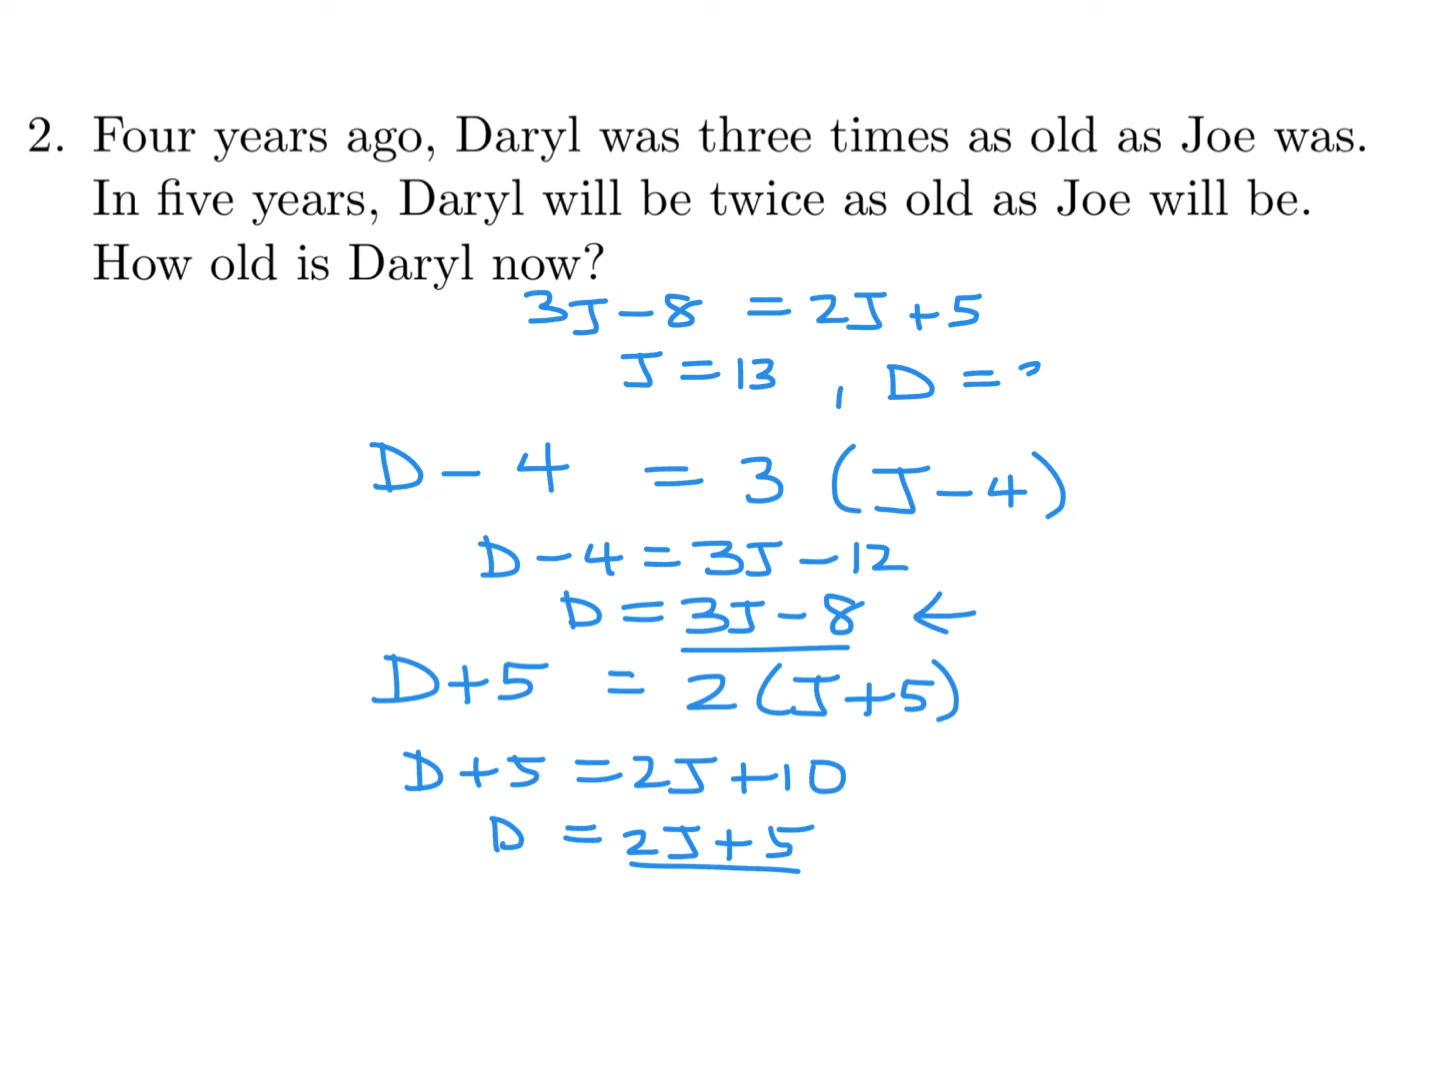 2. Four years ago, Daryl was three times as old as Joe was.
In five years, Daryl will be twice as old as Joe will be.
How old is Daryl now?
3J - 8 = 2J + 5
J = 13 , D = ?
D - 4 = 3 (J - 4)
D - 4 = 3J - 12
D = 3J - 8 ←
D + 5 = 2 (J + 5)
D + 5 = 2J + 10
D = 2J + 5